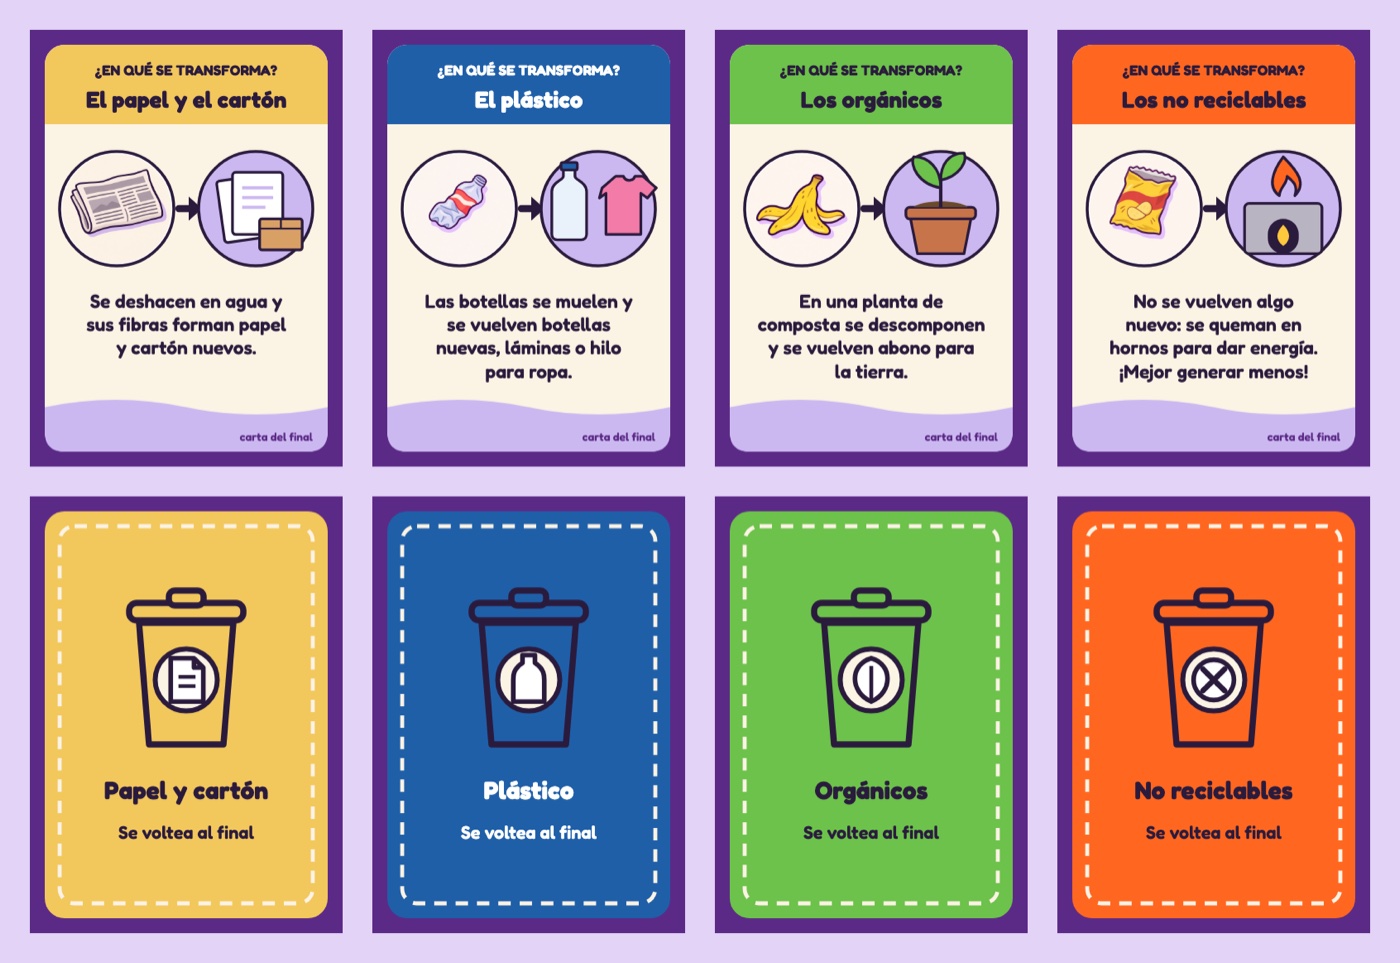 ¿EN QUÉ SE TRANSFORMA?
El papel y el cartón
Se deshacen en agua y
sus fibras forman papel
y cartón nuevos.
carta del final
¿EN QUÉ SE TRANSFORMA?
El plástico
Las botellas se muelen y
se vuelven botellas
nuevas, láminas o hilo
para ropa.
carta del final
¿EN QUÉ SE TRANSFORMA?
Los orgánicos
En una planta de
composta se descomponen
y se vuelven abono para
la tierra.
carta del final
¿EN QUÉ SE TRANSFORMA?
Los no reciclables
No se vuelven algo
nuevo: se queman en
hornos para dar energía.
¡Mejor generar menos!
carta del final
Papel y cartón
Se voltea al final
Plástico
Se voltea al final
Orgánicos
Se voltea al final
No reciclables
Se voltea al final